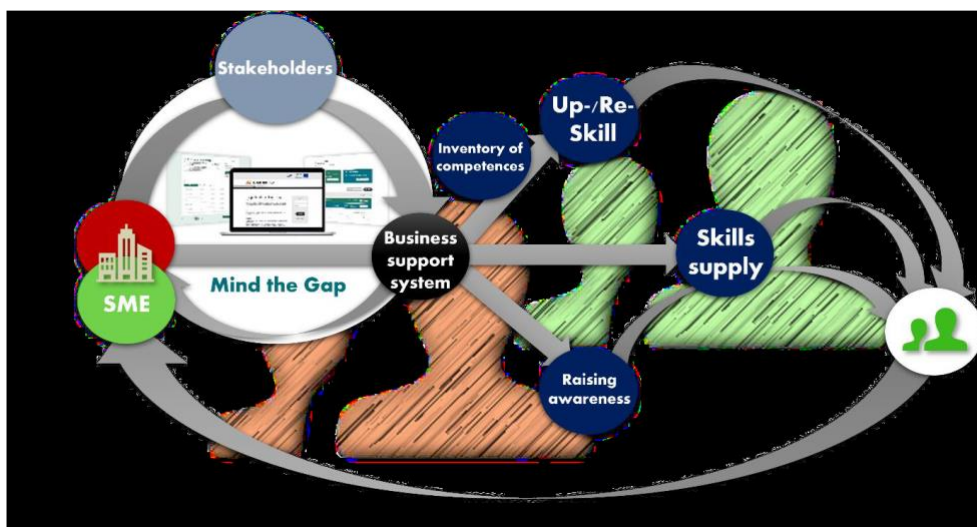 Stakeholders
Up-/Re-
Skill
Inventory of
competences
Business
support
system
Skills
supply
SME
Mind the Gap
Raising
awareness